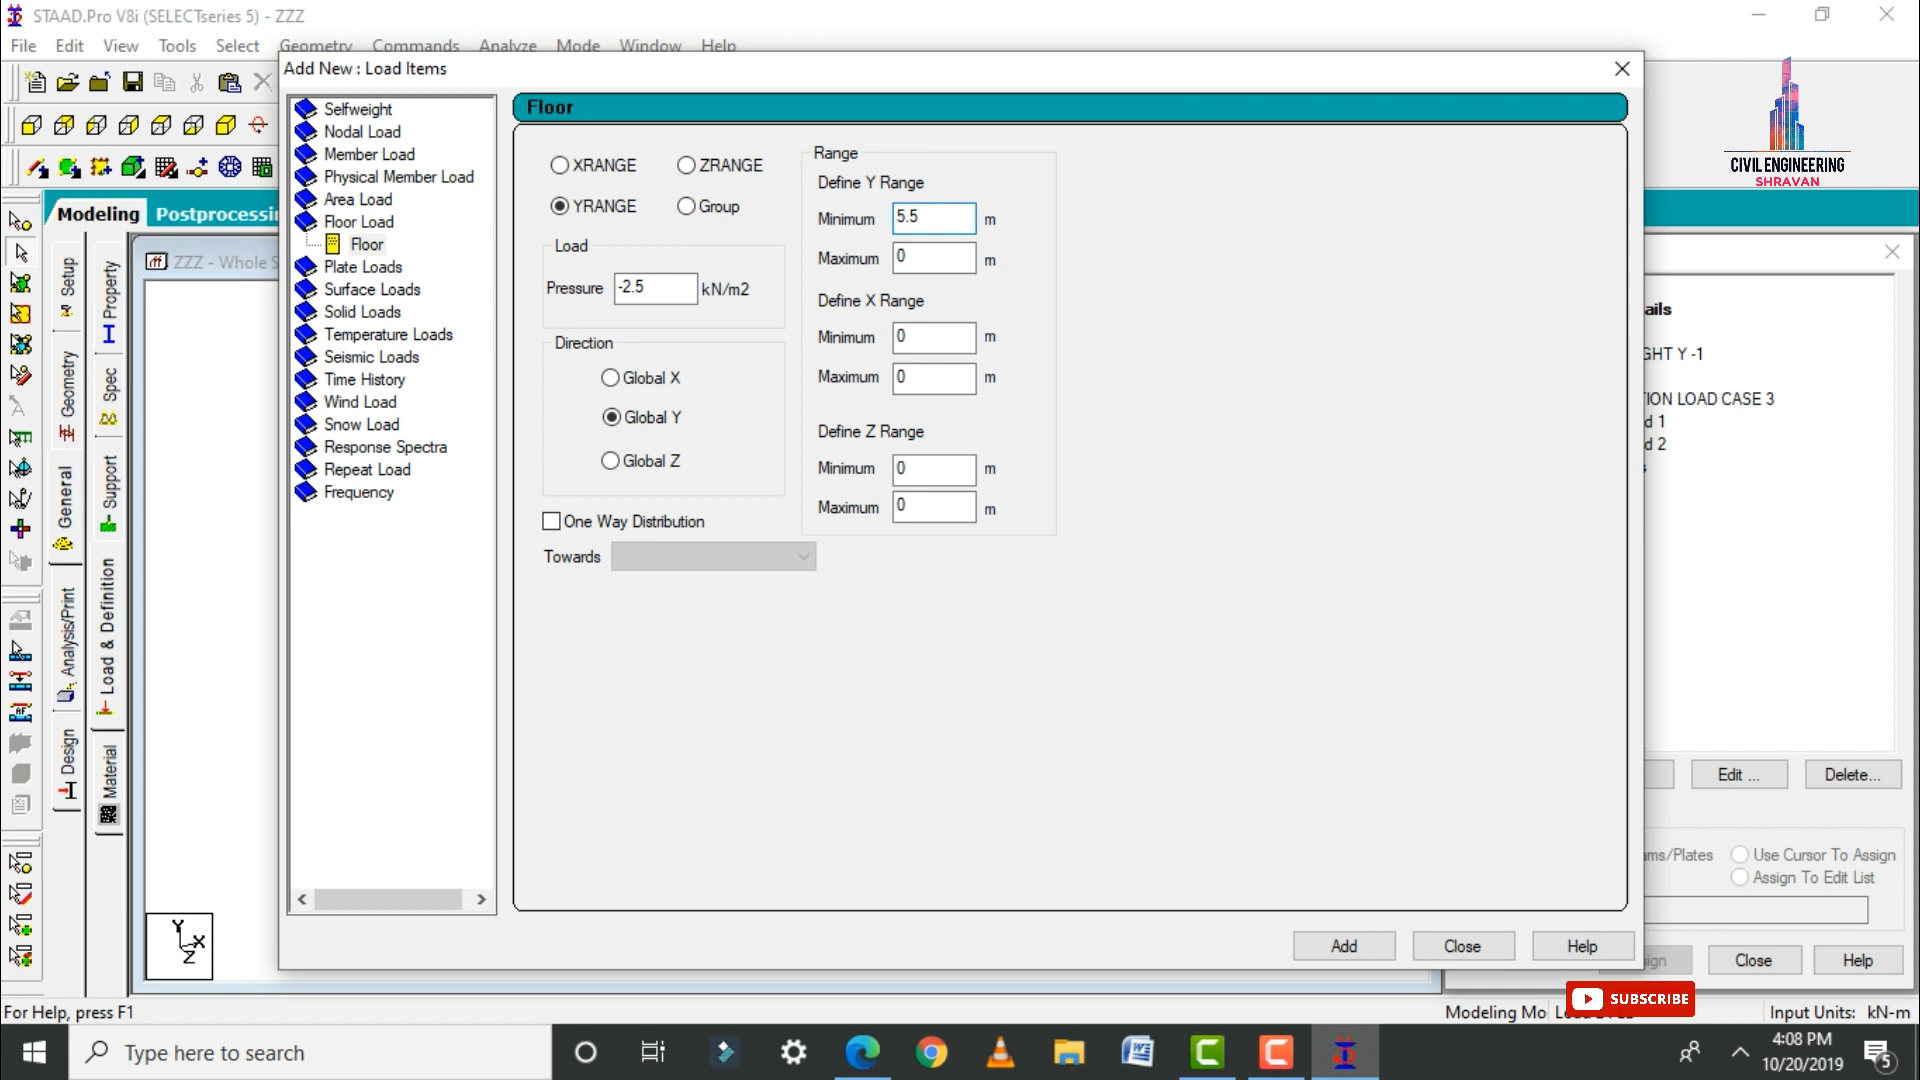 STAAD.Pro V8i (SELECTseries 5) - ZZZ
File Edit View Tools Select Geometry Commands Analyze Mode Window Help
Add New : Load Items
Selfweight
Nodal Load
Member Load
Physical Member Load
Area Load
Floor Load
Floor
Plate Loads
Surface Loads
Solid Loads
Temperature Loads
Seismic Loads
Time History
Wind Load
Snow Load
Response Spectra
Repeat Load
Frequency
Floor
XRANGE ZRANGE
YRANGE Group
Load
Pressure -2.5 kN/m2
Direction
Global X
Global Y
Global Z
One Way Distribution
Towards
Range
Define Y Range
Minimum 5.5 m
Maximum 0 m
Define X Range
Minimum 0 m
Maximum 0 m
Define Z Range
Minimum 0 m
Maximum 0 m
Add Close Help
CIVIL ENGINEERING
SHRAVAN
Modeling Postprocessin
ZZZ - Whole S
Setup
Geometry
General
Analysis/Print
Design
Property
Spec
Support
Load & Definition
Material
Y
X
Z
ails
GHT Y -1
ION LOAD CASE 3
d 1
d 2
Edit ... Delete...
ms/Plates Use Cursor To Assign
Assign To Edit List
ign Close Help
SUBSCRIBE
For Help, press F1
Modeling Mo
Input Units: kN-m
Type here to search
4:08 PM
10/20/2019
5